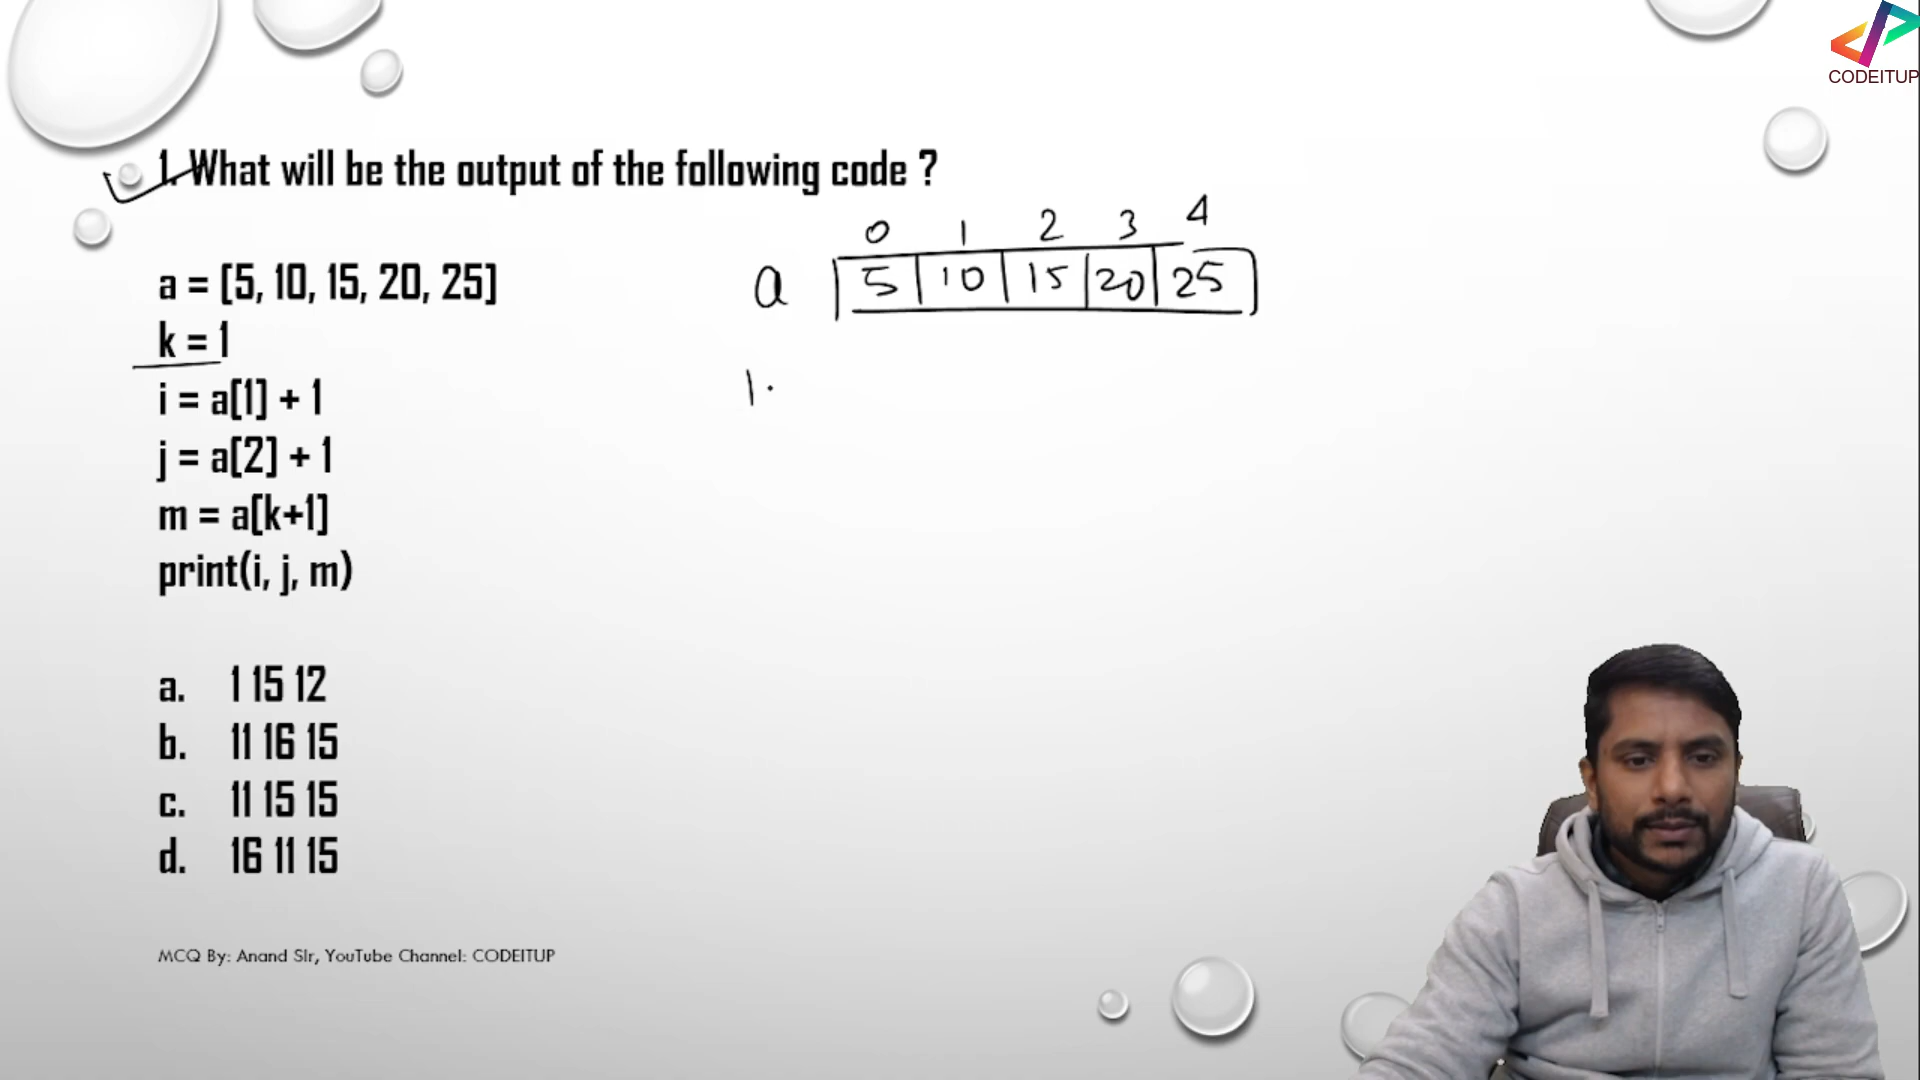 CODEITUP
1. What will be the output of the following code ?
0 1 2 3 4
a = [5, 10, 15, 20, 25]
a 5 10 15 20 25
k = 1
i = a[1] + 1
j = a[2] + 1
m = a[k+1]
print(i, j, m)
a. 1 15 12
b. 11 16 15
c. 11 15 15
d. 16 11 15
MCQ By: Anand SIr, YouTube Channel: CODEITUP